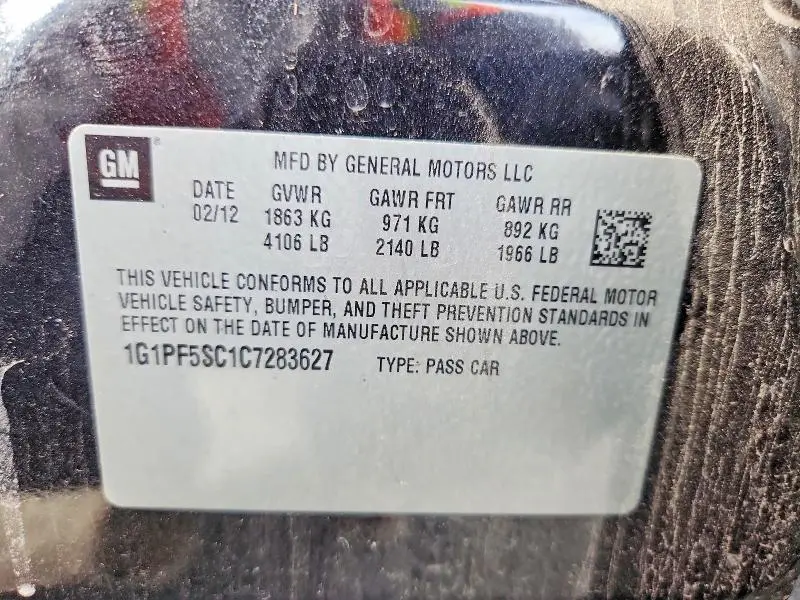 GM
MFD BY GENERAL MOTORS LLC
DATE GVWR GAWR FRT GAWR RR
02/12 1863 KG 971 KG 892 KG
4106 LB 2140 LB 1966 LB
THIS VEHICLE CONFORMS TO ALL APPLICABLE U.S. FEDERAL MOTOR
VEHICLE SAFETY, BUMPER, AND THEFT PREVENTION STANDARDS IN
EFFECT ON THE DATE OF MANUFACTURE SHOWN ABOVE.
1G1PF5SC1C7283627 TYPE: PASS CAR